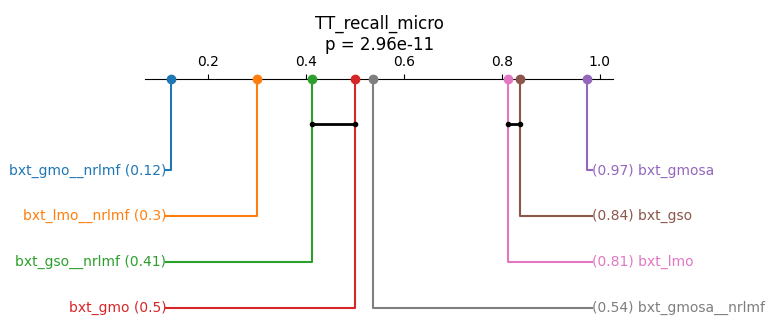 TT_recall_micro
p = 2.96e-11
0.2 0.4 0.6 0.8 1.0
bxt_gmo__nrlmf (0.12) (0.97) bxt_gmosa
bxt_lmo__nrlmf (0.3) (0.84) bxt_gso
bxt_gso__nrlmf (0.41) (0.81) bxt_lmo
bxt_gmo (0.5) (0.54) bxt_gmosa__nrlmf